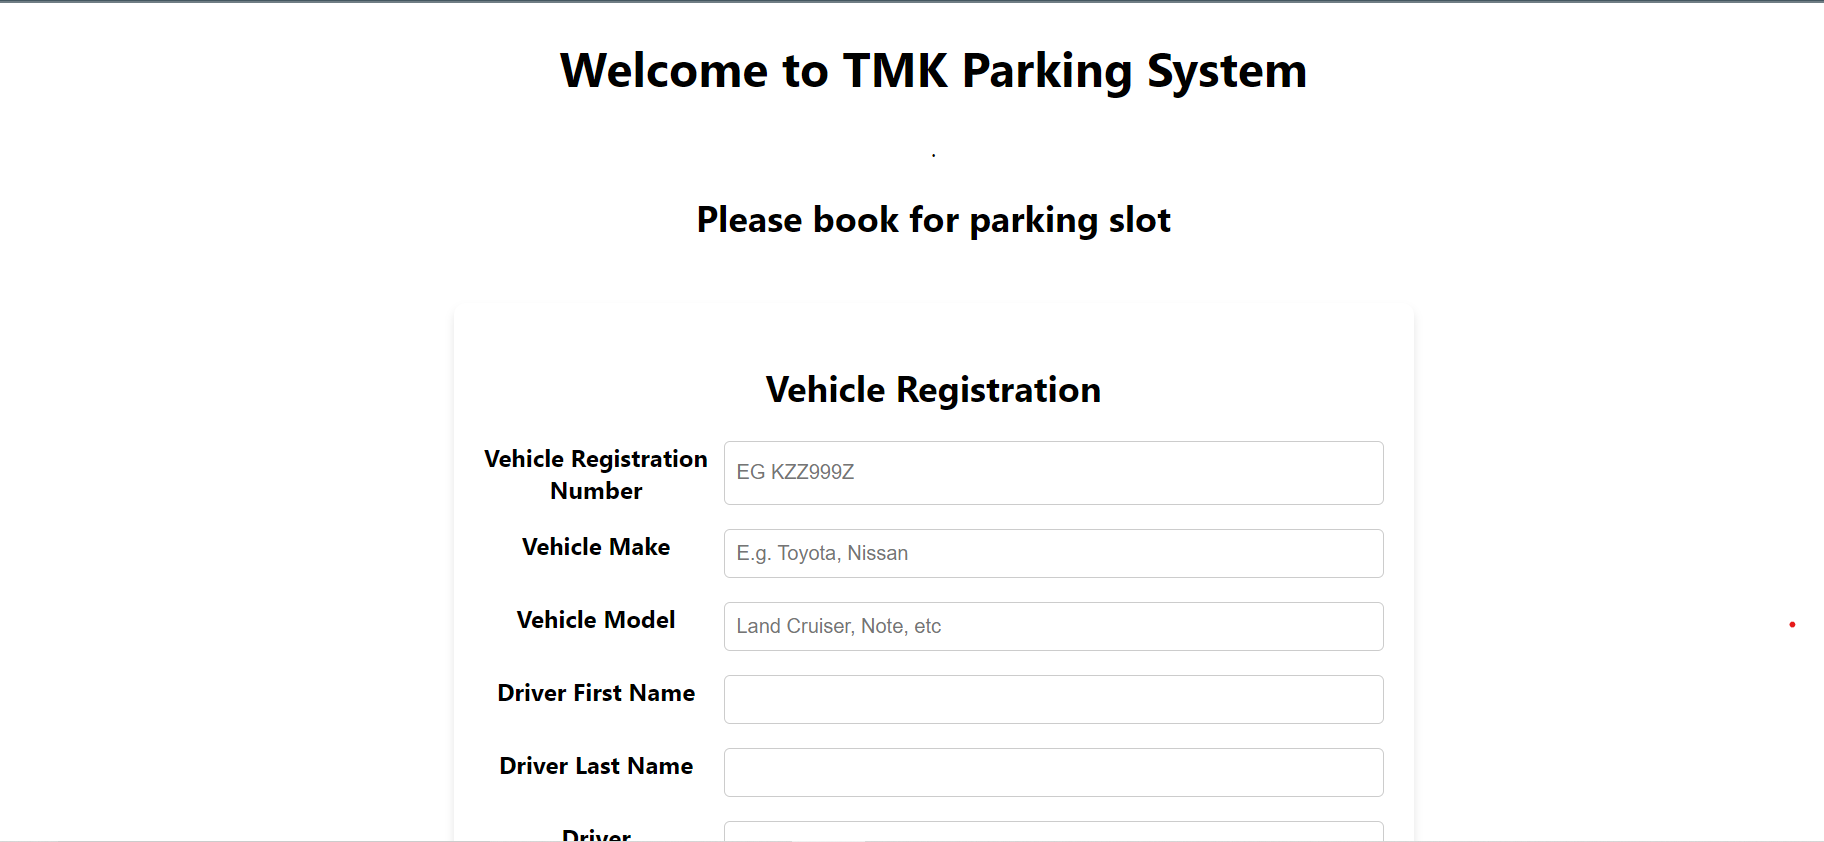 Welcome to TMK Parking System
.
Please book for parking slot
Vehicle Registration
Vehicle Registration
Number
EG KZZ999Z
Vehicle Make
E.g. Toyota, Nissan
Vehicle Model
Land Cruiser, Note, etc
Driver First Name
Driver Last Name
Driver